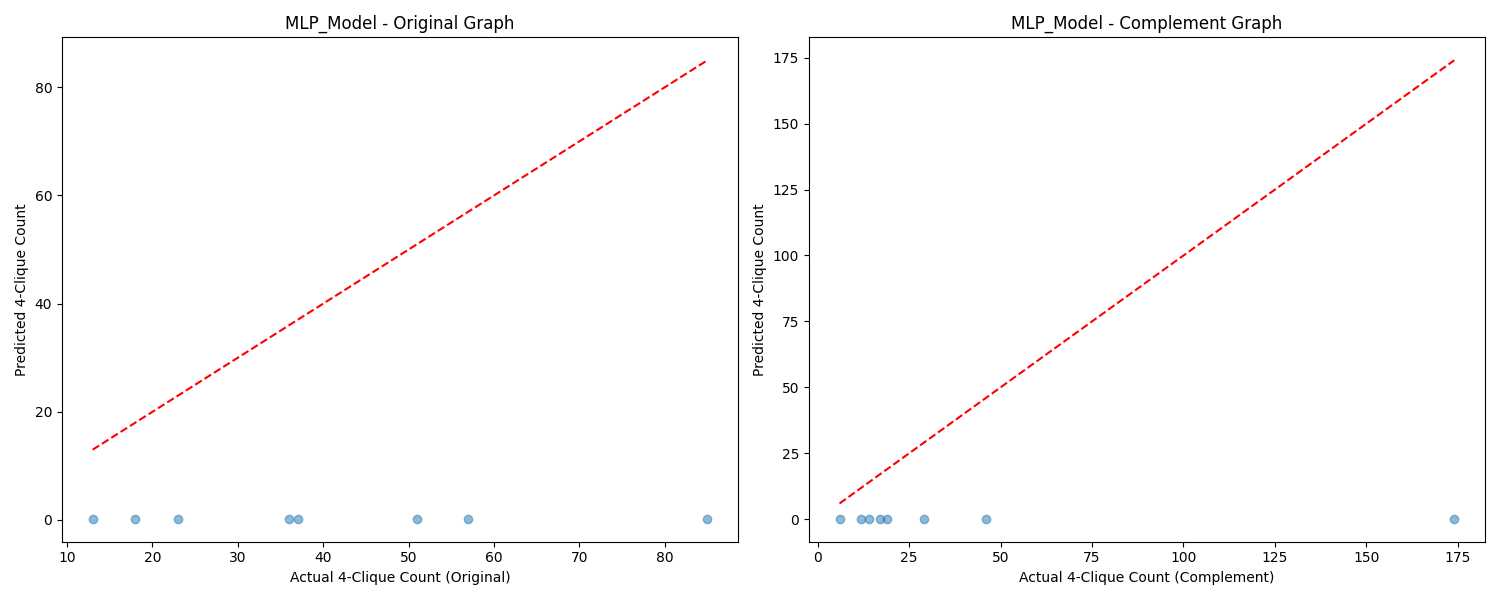 MLP_Model - Original Graph
80
60
40
20
0
Predicted 4-Clique Count
10 20 30 40 50 60 70 80
Actual 4-Clique Count (Original)
MLP_Model - Complement Graph
175
150
125
100
75
50
25
0
Predicted 4-Clique Count
0 25 50 75 100 125 150 175
Actual 4-Clique Count (Complement)